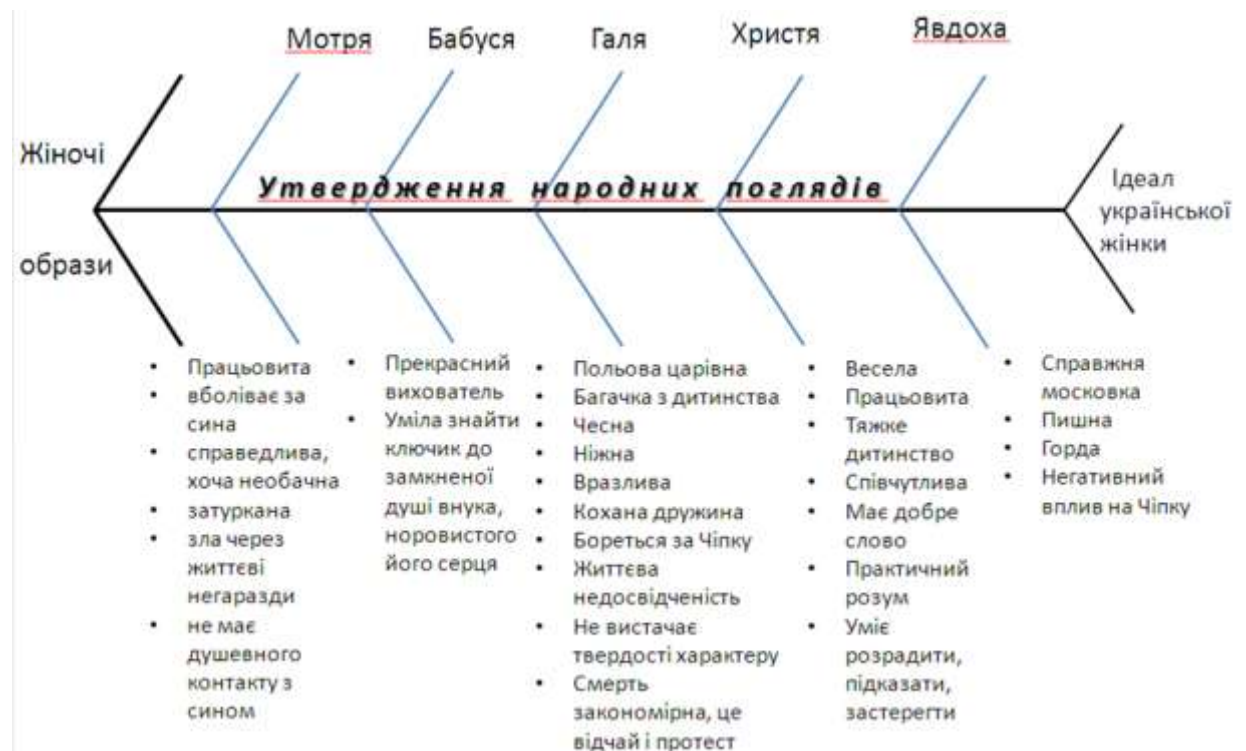 Мотря
Бабуся
Галя
Христя
Явдоха
Жіночі
образи
Утвердження народних поглядів
Ідеал
української
жінки
• Працьовита
• вболіває за
сина
• справедлива,
хоча необачна
• затуркана
• зла через
життєві
негаразди
• не має
душевного
контакту з
сином
• Прекрасний
вихователь
• Уміла знайти
ключик до
замкненої
душі внука,
норовистого
його серця
• Польова царівна
• Багачка з дитинства
• Чесна
• Ніжна
• Вразлива
• Кохана дружина
• Бореться за Чіпку
• Життєва
недосвідченість
• Не вистачає
твердості характеру
• Смерть
закономірна, це
відчай і протест
• Весела
• Працьовита
• Тяжке
дитинство
• Співчутлива
• Має добре
слово
• Практичний
розум
• Уміє
розрадити,
підказати,
застерегти
• Справжня
московка
• Пишна
• Горда
• Негативний
вплив на Чіпку